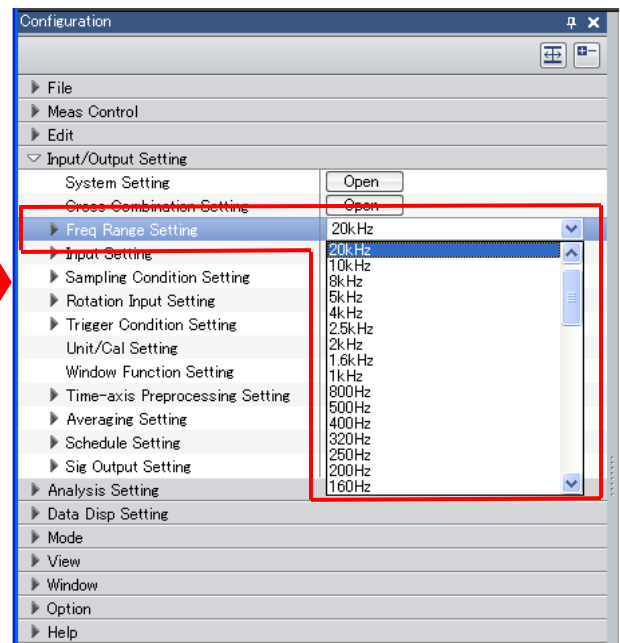 Configuration
File
Meas Control
Edit
Input/Output Setting
System Setting Open
Cross Combination Setting Open
Freq Range Setting 20kHz
Input Setting 20kHz
10kHz
Sampling Condition Setting 8kHz
5kHz
Rotation Input Setting 4kHz
Trigger Condition Setting 2.5kHz
2kHz
Unit/Cal Setting 1.6kHz
Window Function Setting 1kHz
Time-axis Preprocessing Setting 800Hz
500Hz
Averaging Setting 400Hz
320Hz
Schedule Setting 250Hz
Sig Output Setting 200Hz
Analysis Setting 160Hz
Data Disp Setting
Mode
View
Window
Option
Help